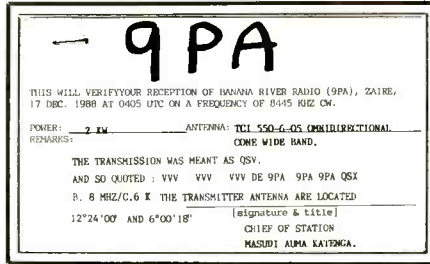 9PA
THIS WILL VERIFYYOUR RECEPTION OF BANANA RIVER RADIO (9PA), ZAIRE,
17 DEC. 1988 AT 0405 UTC ON A FREQUENCY OF 8445 KHZ CW.
POWER: 2 KW ANTENNA: TCI 550-6-05 OMNIDIRECTIONAL
REMARKS: CONE WIDE BAND.
THE TRANSMISSION WAS MEANT AS QSV.
AND SO QUOTED : VVV VVV VVV DE 9PA 9PA 9PA QSX
B. 8 MHZ/C.6 K THE TRANSMITTER ANTENNA ARE LOCATED
12°24'00" AND 6°00'18" [signature & title]
CHIEF OF STATION
MASUDI AUMA KATENGA.